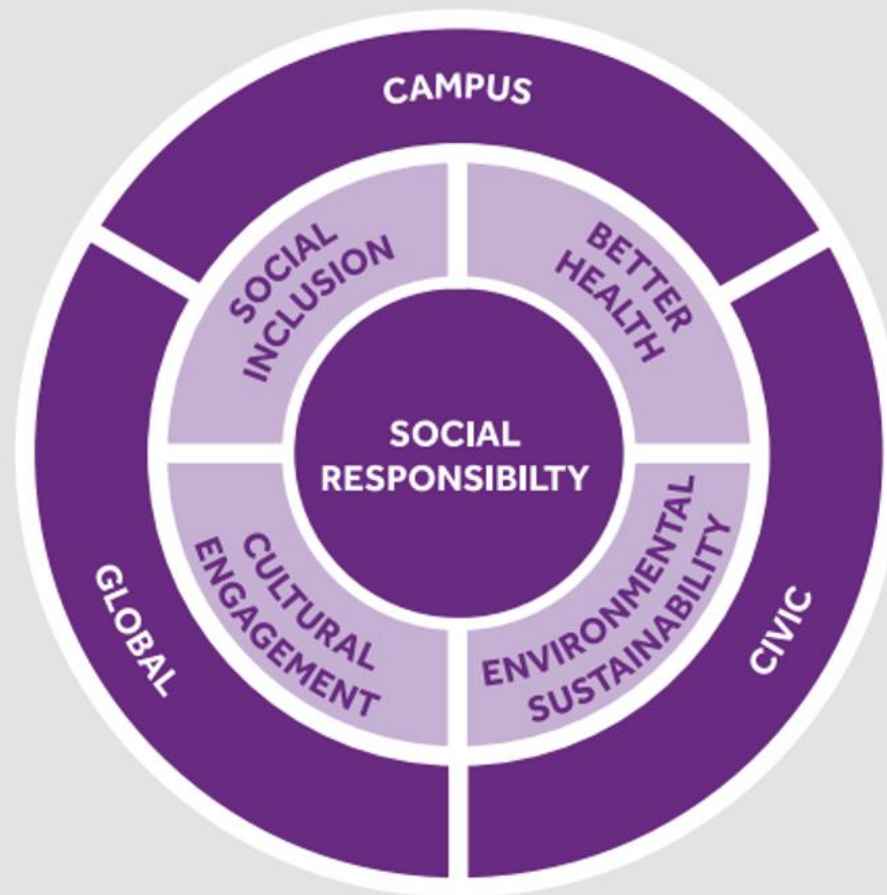 CAMPUS
SOCIAL
INCLUSION
BETTER
HEALTH
SOCIAL
RESPONSIBILTY
CULTURAL
ENGAGEMENT
ENVIRONMENTAL
SUSTAINABILITY
GLOBAL
CIVIC